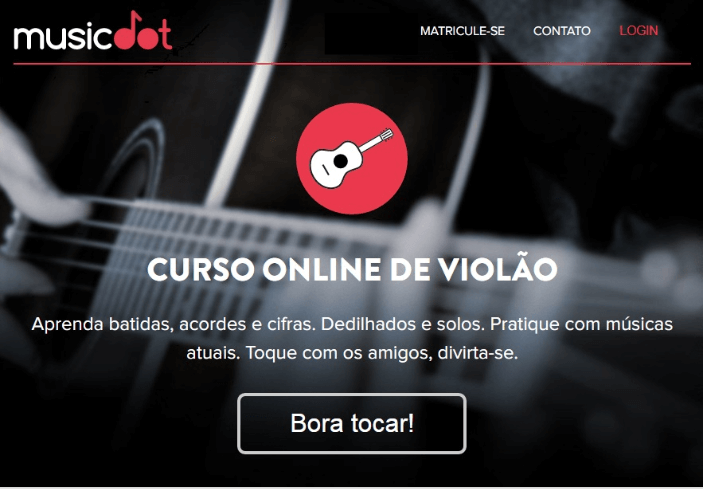 musicdot
MATRICULE-SE
CONTATO
LOGIN
CURSO ONLINE DE VIOLÃO
Aprenda batidas, acordes e cifras. Dedilhados e solos. Pratique com músicas
atuais. Toque com os amigos, divirta-se.
Bora tocar!